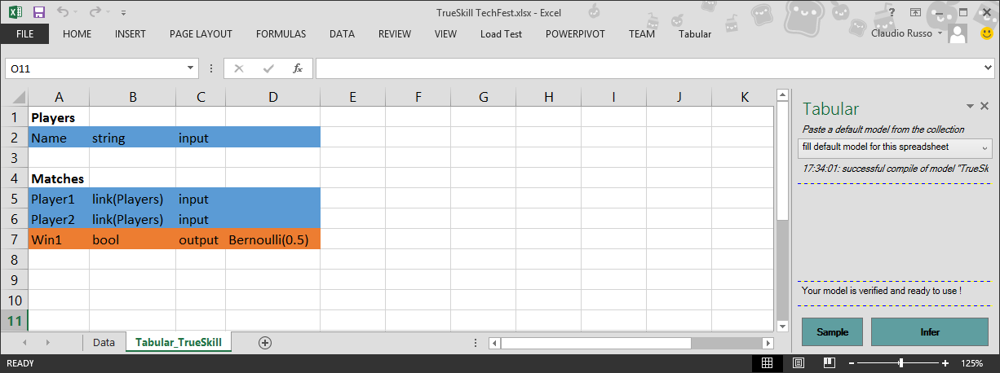 TrueSkill TechFest.xlsx - Excel
?
FILE HOME INSERT PAGE LAYOUT FORMULAS DATA REVIEW VIEW Load Test POWERPIVOT TEAM Tabular Claudio Russo
O11 fx
A B C D E F G H I J K
1 Players
2 Name string input
3
4 Matches
5 Player1 link(Players) input
6 Player2 link(Players) input
7 Win1 bool output Bernoulli(0.5)
8
9
10
11
Tabular
Paste a default model from the collection
fill default model for this spreadsheet
17:34:01: successful compile of model "TrueSk
Your model is verified and ready to use !
Sample Infer
Data Tabular_TrueSkill
READY 125%